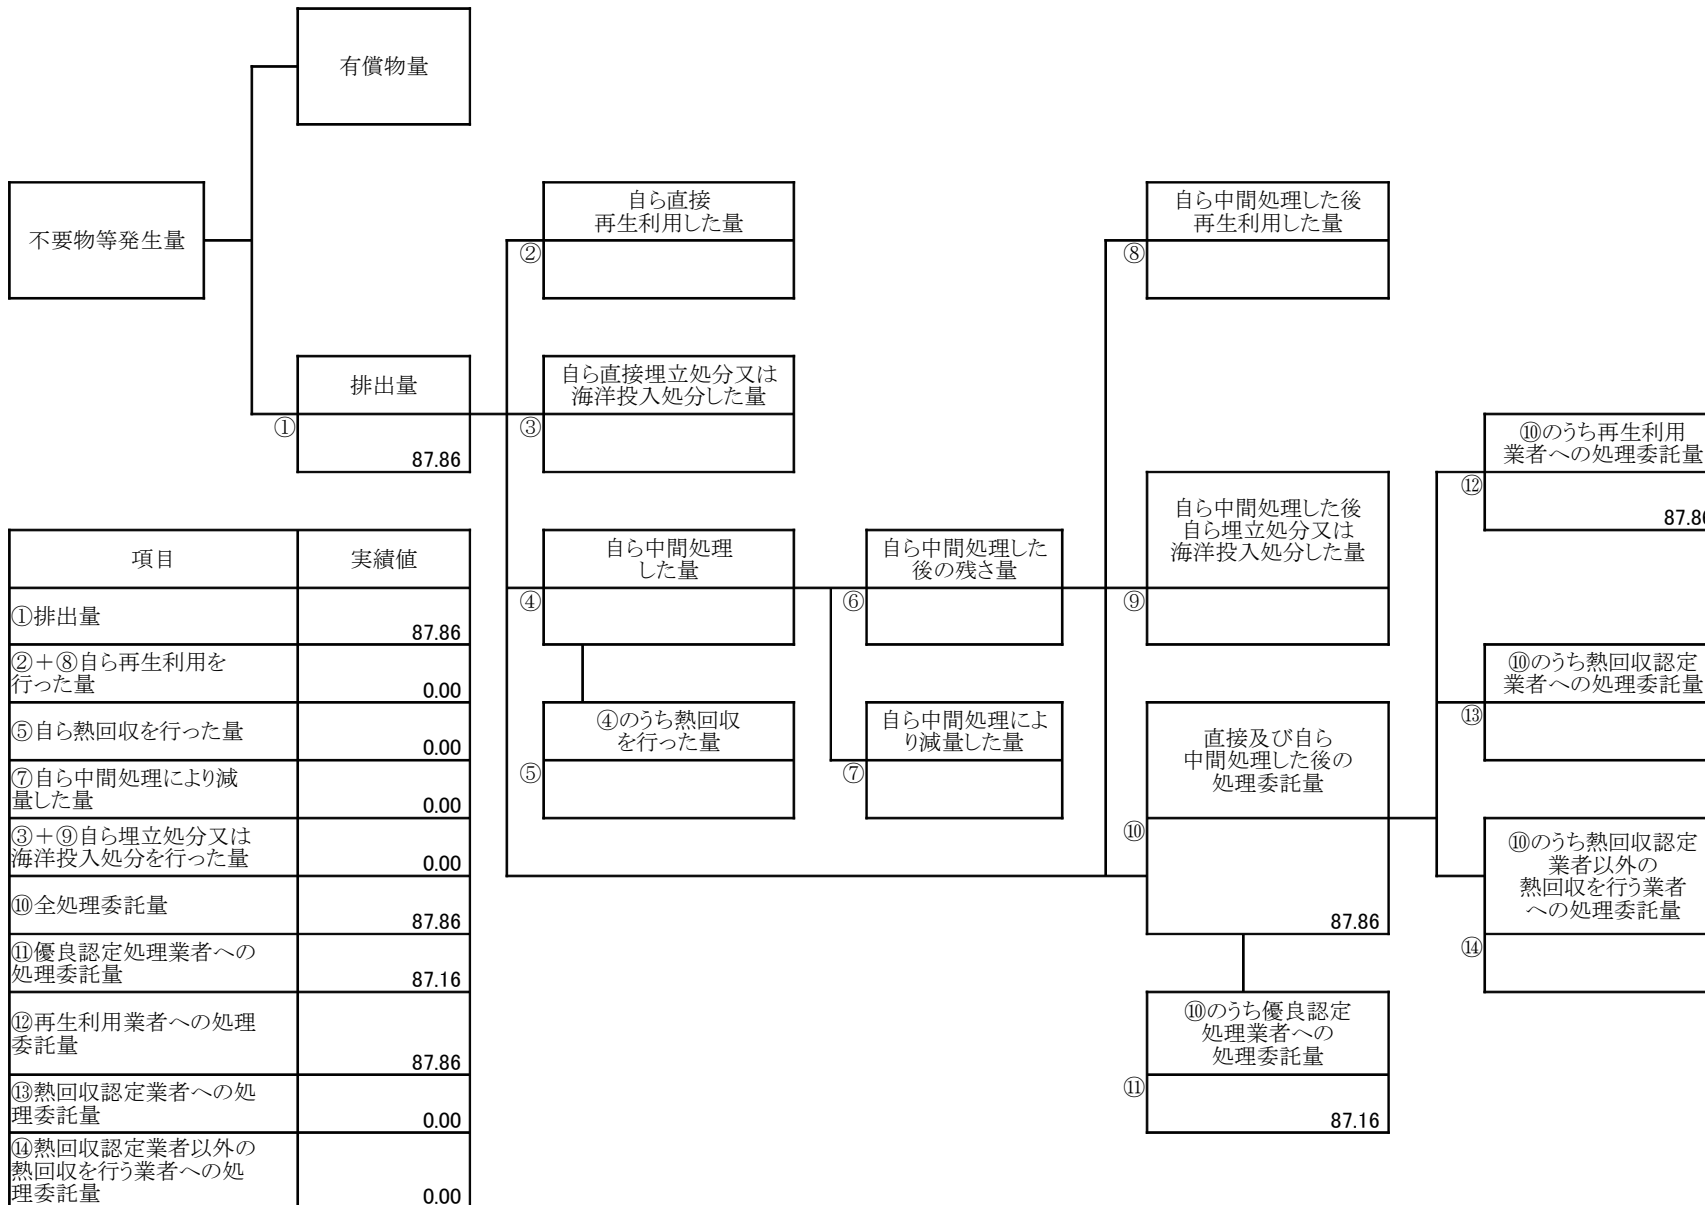 有償物量
不要物等発生量
自ら直接
再生利用した量
②
自ら中間処理した後
再生利用した量
⑧
排出量
①
87.86
自ら直接埋立処分又は
海洋投入処分した量
③
⑩のうち再生利用
業者への処理委託量
⑫
87.86
自ら中間処理
した量
④
自ら中間処理した
後の残さ量
⑥
自ら中間処理した後
自ら埋立処分又は
海洋投入処分した量
⑨
⑩のうち熱回収認定
業者への処理委託量
⑬
④のうち熱回収
を行った量
⑤
自ら中間処理によ
り減量した量
⑦
直接及び自ら
中間処理した後の
処理委託量
⑩
87.86
⑩のうち熱回収認定
業者以外の
熱回収を行う業者
への処理委託量
⑭
⑩のうち優良認定
処理業者への
処理委託量
⑪
87.16
項目
実績値
①排出量
87.86
②＋⑧自ら再生利用を
行った量
0.00
⑤自ら熱回収を行った量
0.00
⑦自ら中間処理により減
量した量
0.00
③＋⑨自ら埋立処分又は
海洋投入処分を行った量
0.00
⑩全処理委託量
87.86
⑪優良認定処理業者への
処理委託量
87.16
⑫再生利用業者への処理
委託量
87.86
⑬熱回収認定業者への処
理委託量
0.00
⑭熱回収認定業者以外の
熱回収を行う業者への処
理委託量
0.00